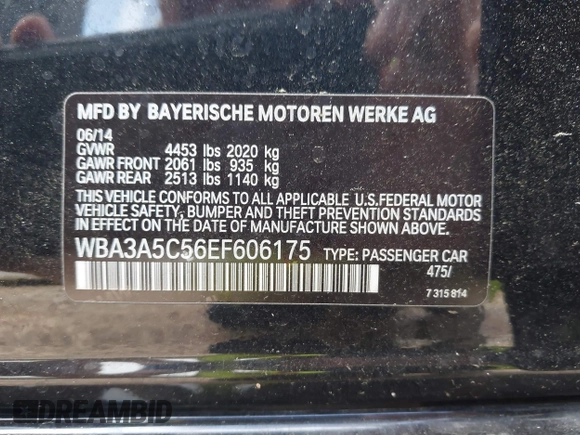 MFD BY BAYERISCHE MOTOREN WERKE AG
06/14
GVWR 4453 lbs 2020 kg
GAWR FRONT 2061 lbs 935 kg
GAWR REAR 2513 lbs 1140 kg
THIS VEHICLE CONFORMS TO ALL APPLICABLE U.S.FEDERAL MOTOR
VEHICLE SAFETY, BUMPER AND THEFT PREVENTION STANDARDS
IN EFFECT ON THE DATE OF MANUFACTURE SHOWN ABOVE.
WBA3A5C56EF606175 TYPE: PASSENGER CAR
475/
7 315 814
DREAMBID